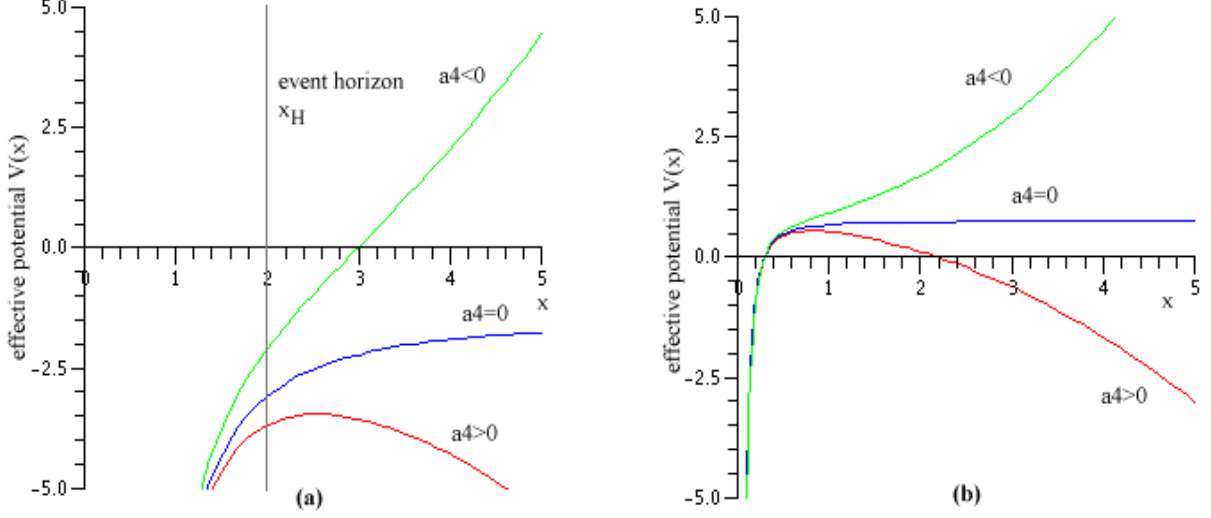 5.0
2.5
0.0
-2.5
-5.0
effective potential V(x)
0 1 2 3 4 5
x
event horizon
x_H
a4<0
a4=0
a4>0
(a)
5.0
2.5
0.0
-2.5
-5.0
effective potential V(x)
0 1 2 3 4 5
x
a4<0
a4=0
a4>0
(b)